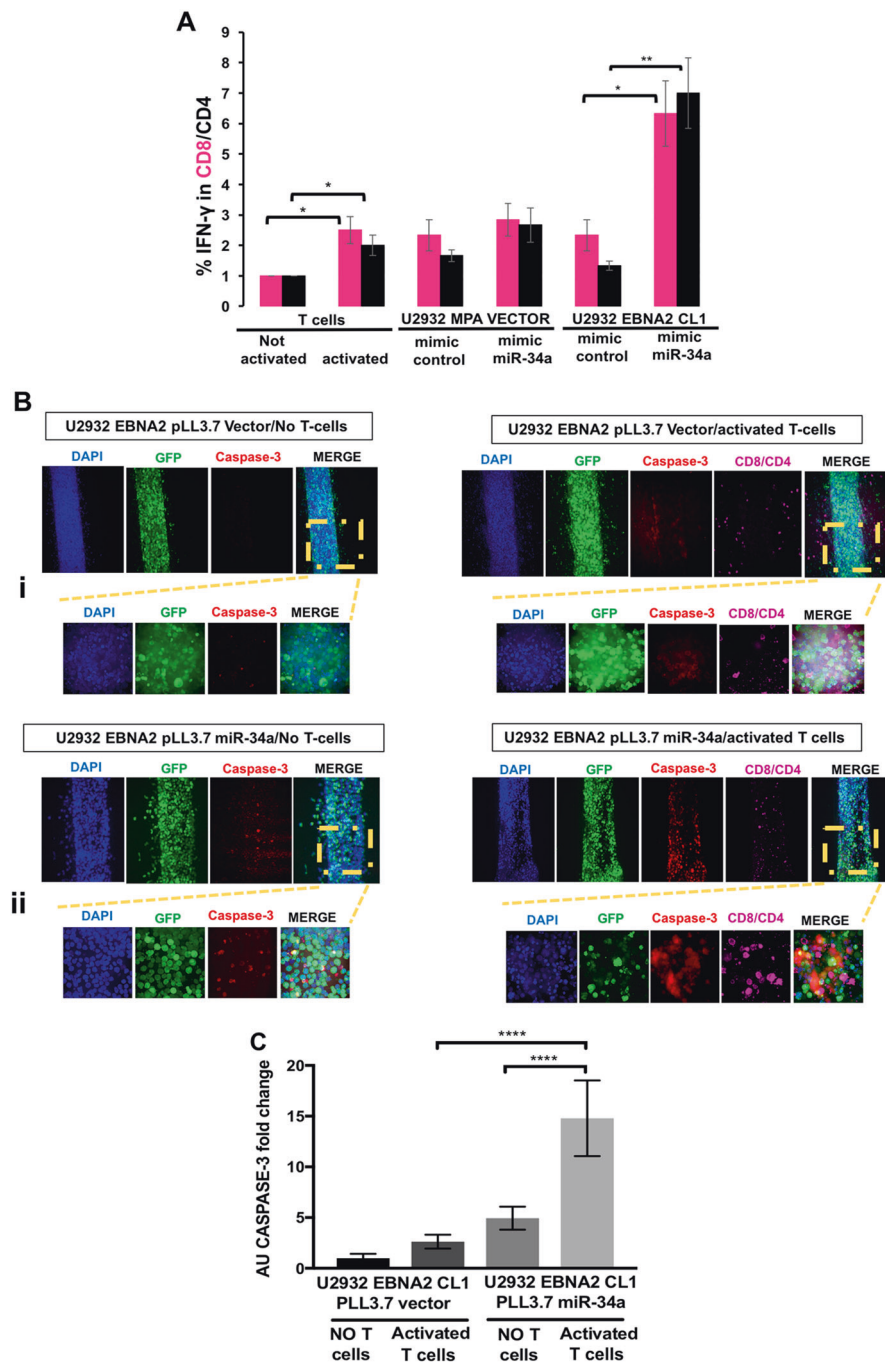 A
% IFN-γ in CD8/CD4
9
8
7
6
5
4
3
2
1
0
*
*
*
**
T cells
U2932 MPA VECTOR
U2932 EBNA2 CL1
Not activated
activated
mimic control
mimic miR-34a
mimic control
mimic miR-34a
B
U2932 EBNA2 pLL3.7 Vector/No T-cells
DAPI GFP Caspase-3 MERGE
i
DAPI GFP Caspase-3 MERGE
U2932 EBNA2 pLL3.7 Vector/activated T-cells
DAPI GFP Caspase-3 CD8/CD4 MERGE
DAPI GFP Caspase-3 CD8/CD4 MERGE
U2932 EBNA2 pLL3.7 miR-34a/No T-cells
DAPI GFP Caspase-3 MERGE
ii
DAPI GFP Caspase-3 MERGE
U2932 EBNA2 pLL3.7 miR-34a/activated T cells
DAPI GFP Caspase-3 CD8/CD4 MERGE
DAPI GFP Caspase-3 CD8/CD4 MERGE
C
AU CASPASE-3 fold change
20
15
10
5
0
****
****
U2932 EBNA2 CL1
PLL3.7 vector
U2932 EBNA2 CL1
PLL3.7 miR-34a
NO T
cells
Activated
T cells
NO T
cells
Activated
T cells